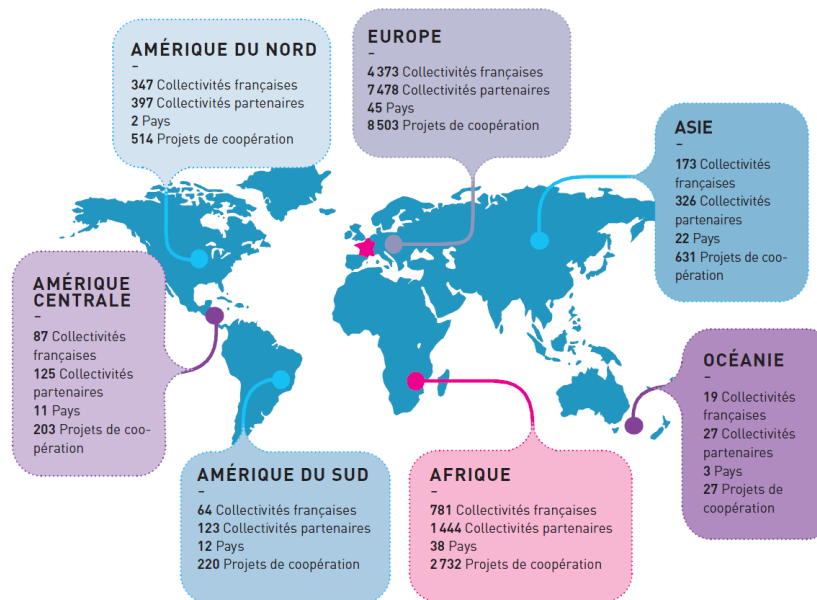 AMÉRIQUE DU NORD
–
347 Collectivités françaises
397 Collectivités partenaires
2 Pays
514 Projets de coopération
EUROPE
–
4 373 Collectivités françaises
7 478 Collectivités partenaires
45 Pays
8 503 Projets de coopération
ASIE
–
173 Collectivités
françaises
326 Collectivités
partenaires
22 Pays
631 Projets de coo-
pération
AMÉRIQUE
CENTRALE
–
87 Collectivités
françaises
125 Collectivités
partenaires
11 Pays
203 Projets de coo-
pération
OCÉANIE
–
19 Collectivités
françaises
27 Collectivités
partenaires
3 Pays
27 Projets de
coopération
AMÉRIQUE DU SUD
–
64 Collectivités françaises
123 Collectivités partenaires
12 Pays
220 Projets de coopération
AFRIQUE
–
781 Collectivités françaises
1 444 Collectivités partenaires
38 Pays
2 732 Projets de coopération